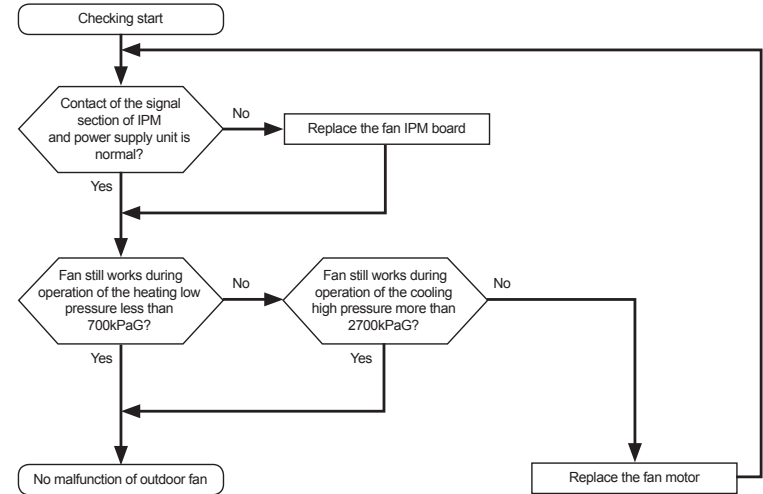 Checking start
Contact of the signal
section of IPM
and power supply unit is
normal?
No
Replace the fan IPM board
Yes
Fan still works during
operation of the heating low
pressure less than
700kPaG?
No
Fan still works during
operation of the cooling
high pressure more than
2700kPaG?
No
Yes
Yes
No malfunction of outdoor fan
Replace the fan motor